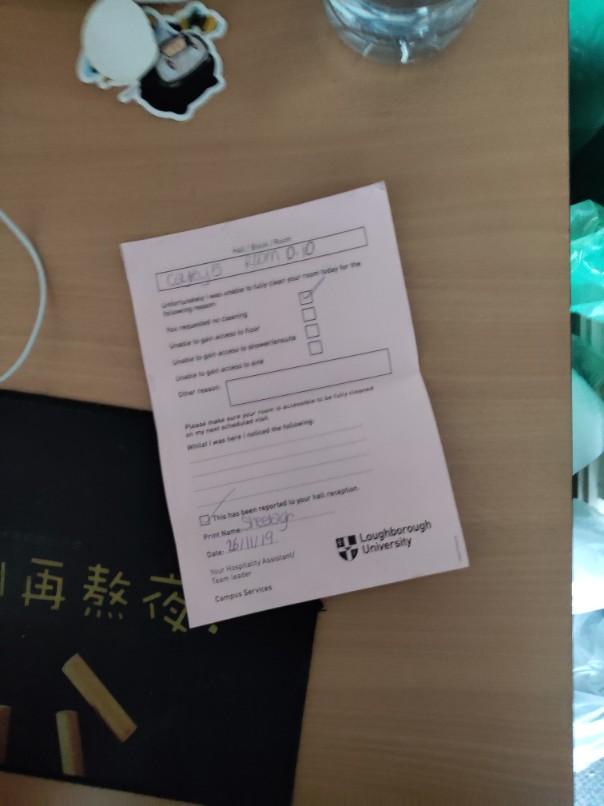 Hall / Block / Room
Room 0.10
Unfortunately I was unable to fully clean your room today for the
following reason:
You requested no cleaning
Unable to gain access to floor
Unable to gain access to shower/ensuite
Unable to gain access to sink
Other reason:
Please make sure your room is accessible to be fully cleaned
on my next scheduled visit.
Whilst I was here I noticed the following:
This has been reported to your hall reception.
Print Name:
Date: 26/11/19
Your Hospitality Assistant/
Team leader
Campus Services
Loughborough
University
再熬夜